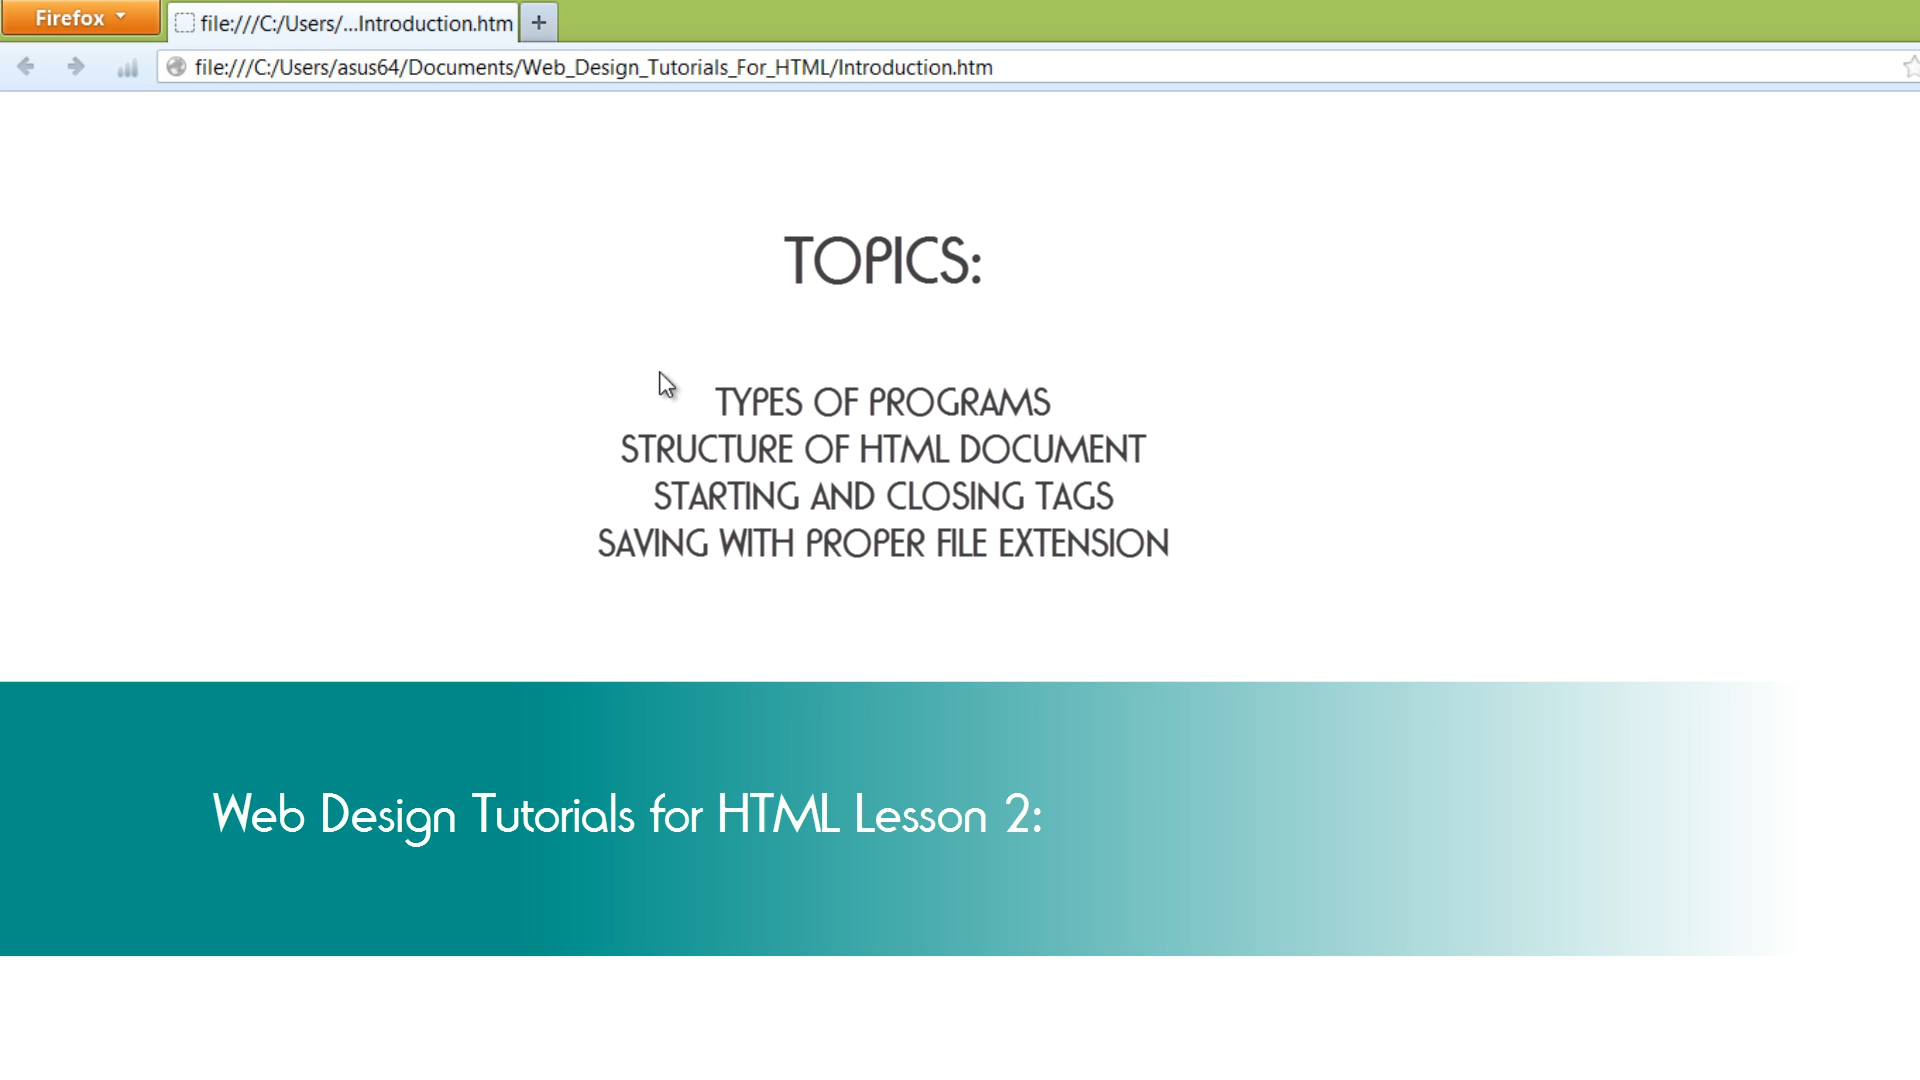 Firefox
file:///C:/Users/...Introduction.htm
file:///C:/Users/asus64/Documents/Web_Design_Tutorials_For_HTML/Introduction.htm
TOPICS:
TYPES OF PROGRAMS
STRUCTURE OF HTML DOCUMENT
STARTING AND CLOSING TAGS
SAVING WITH PROPER FILE EXTENSION
Web Design Tutorials for HTML Lesson 2: